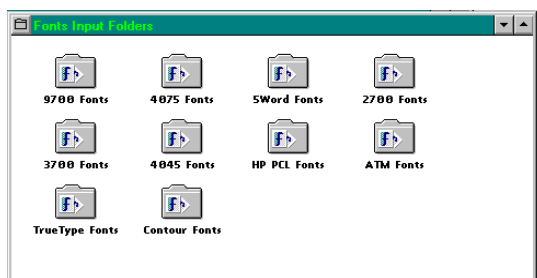 Fonts Input Folders
9700 Fonts 4075 Fonts 5Word Fonts 2700 Fonts
3700 Fonts 4045 Fonts HP PCL Fonts ATM Fonts
TrueType Fonts Contour Fonts